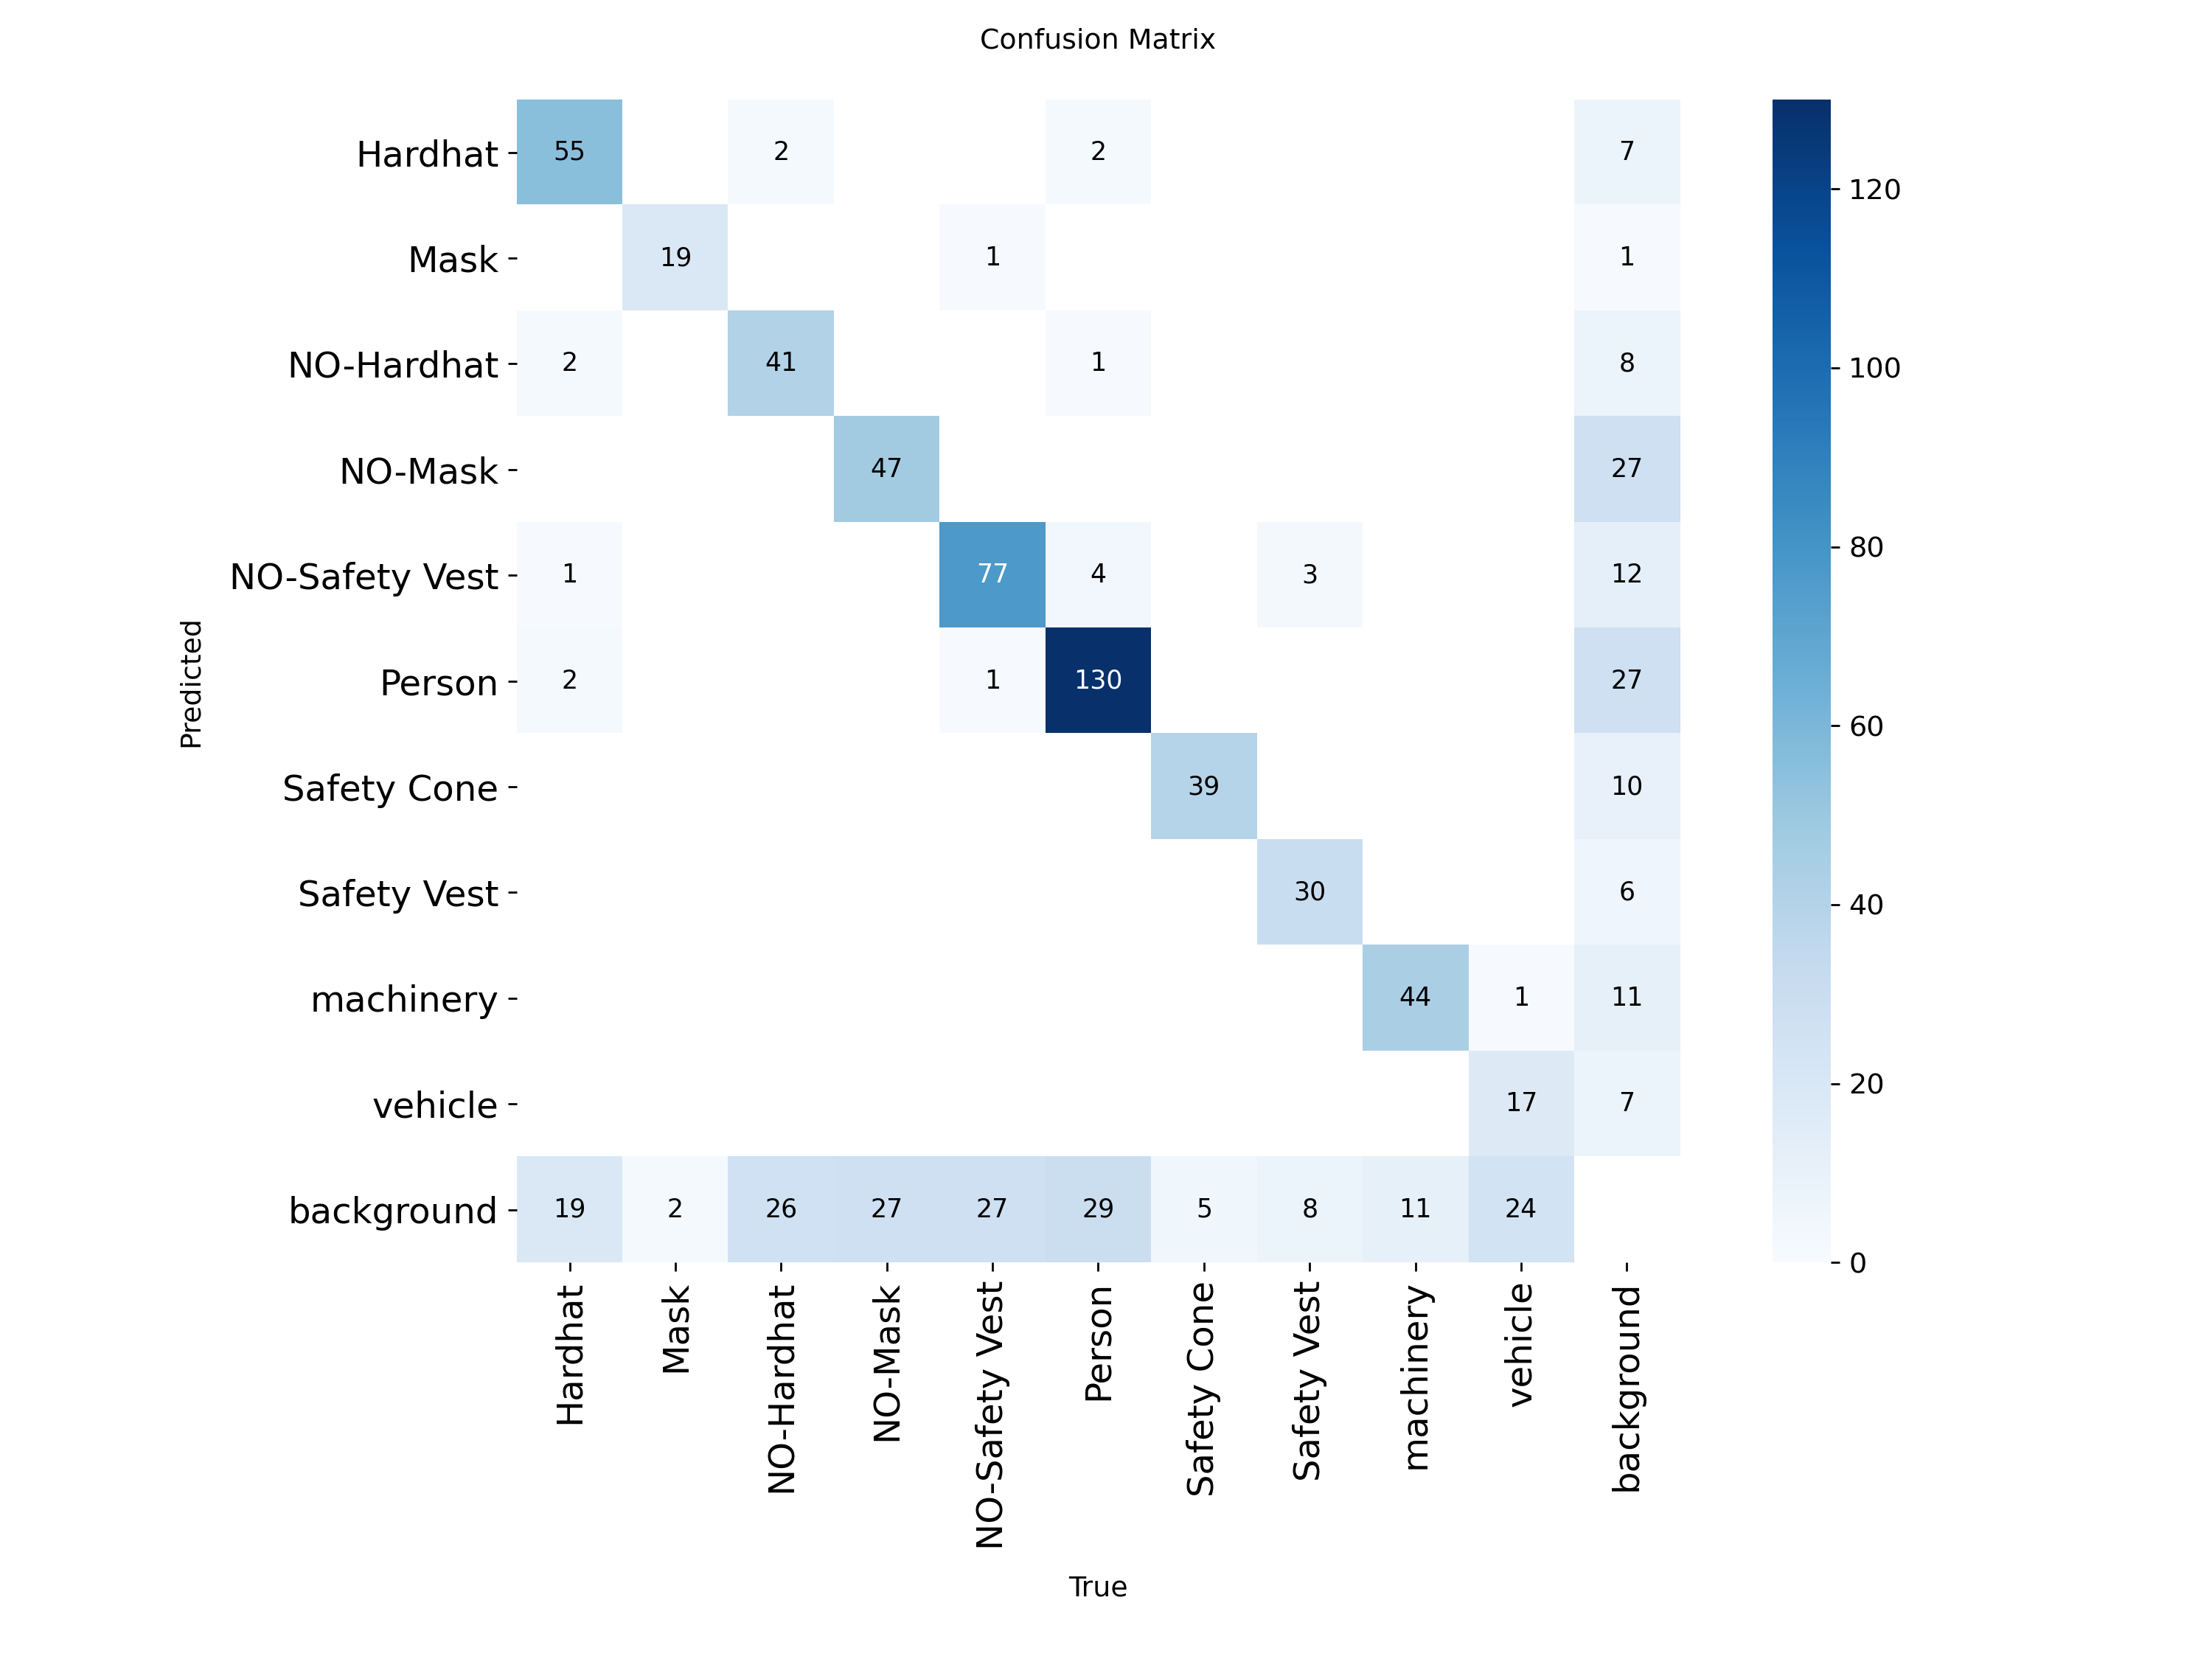 Confusion Matrix
Hardhat 55 2 2 7
Mask 19 1 1
NO-Hardhat 2 41 1 8
NO-Mask 47 27
NO-Safety Vest 1 77 4 3 12
Person 2 1 130 27
Safety Cone 39 10
Safety Vest 30 6
machinery 44 1 11
vehicle 17 7
background 19 2 26 27 27 29 5 8 11 24
Predicted
Hardhat
Mask
NO-Hardhat
NO-Mask
NO-Safety Vest
Person
Safety Cone
Safety Vest
machinery
vehicle
background
True
120
100
80
60
40
20
0